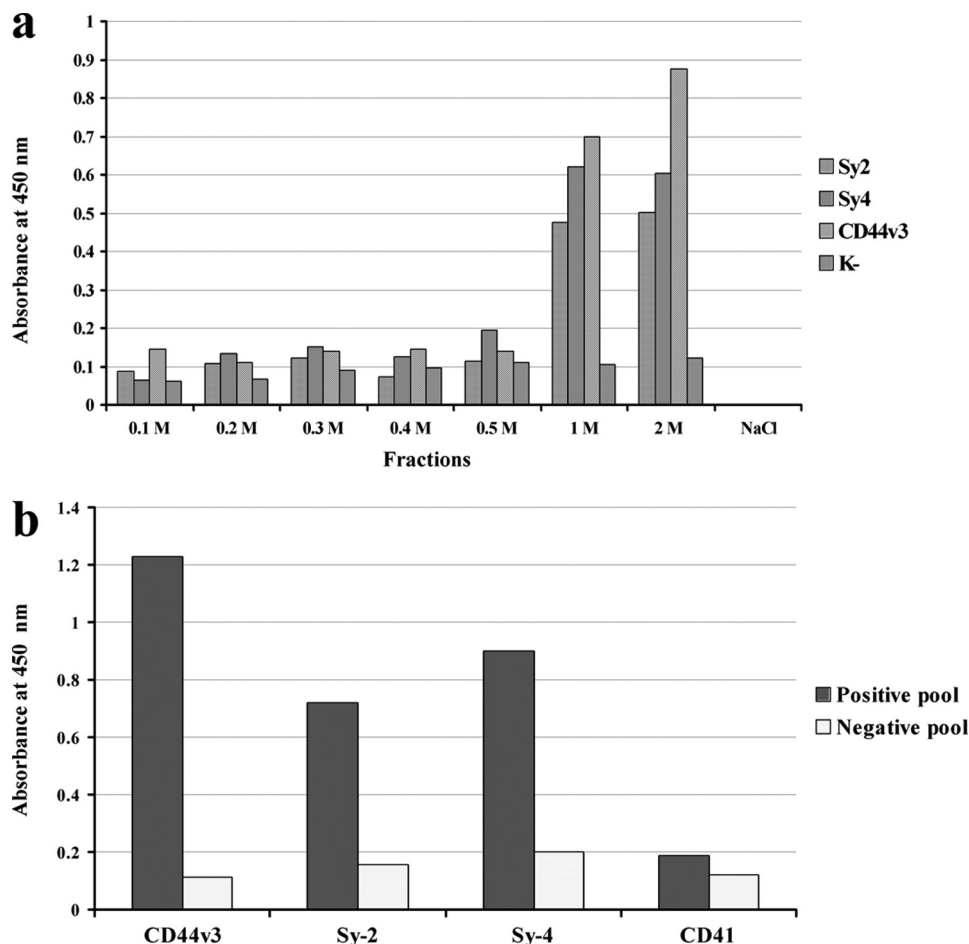 a
Absorbance at 450 nm
1
0.9
0.8
0.7
0.6
0.5
0.4
0.3
0.2
0.1
0
0.1 M 0.2 M 0.3 M 0.4 M 0.5 M 1 M 2 M NaCl
Fractions
Sy2
Sy4
CD44v3
K-
b
Absorbance at 450 nm
1.4
1.2
1
0.8
0.6
0.4
0.2
0
CD44v3 Sy-2 Sy-4 CD41
Positive pool
Negative pool